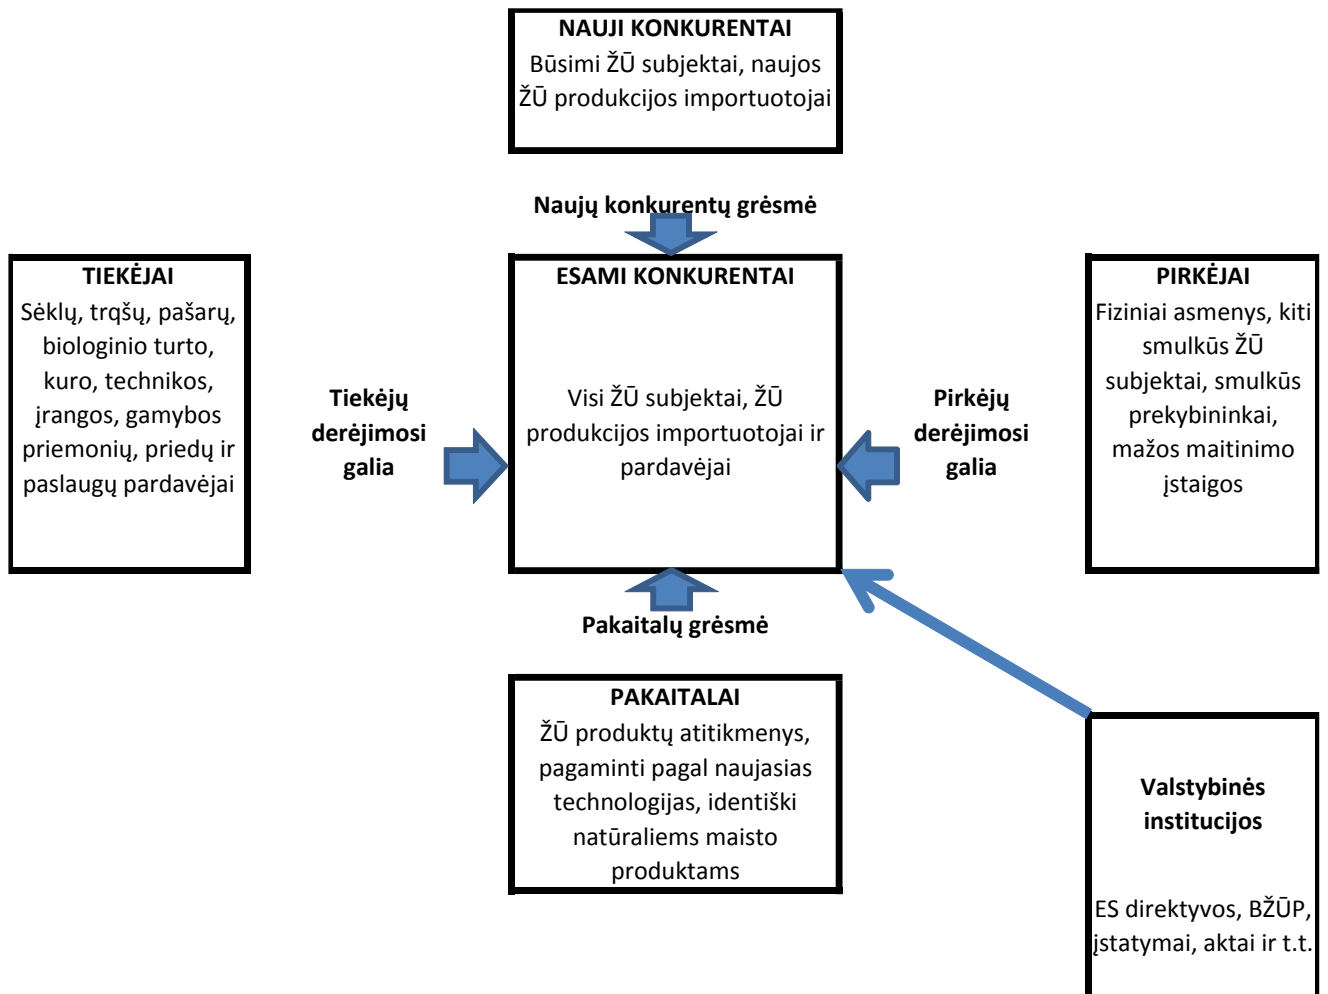 NAUJI KONKURENTAI
Būsimi ŽŪ subjektai, naujos
ŽŪ produkcijos importuotojai
Naujų konkurentų grėsmė
TIEKĖJAI
Sėklų, trqšų, pašarų,
biologinio turto,
kuro, technikos,
įrangos, gamybos
priemonių, priedų ir
paslaugų pardavėjai
Tiekėjų
derėjimosi
galia
ESAMI KONKURENTAI
Visi ŽŪ subjektai, ŽŪ
produkcijos importuotojai ir
pardavėjai
Pirkėjų
derėjimosi
galia
PIRKĖJAI
Fiziniai asmenys, kiti
smulkūs ŽŪ
subjektai, smulkūs
prekybininkai,
mažos maitinimo
įstaigos
Pakaitalų grėsmė
PAKAITALAI
ŽŪ produktų atitikmenys,
pagaminti pagal naujasias
technologijas, identiški
natūraliems maisto
produktams
Valstybinės
institucijos
ES direktyvos, BŽŪP,
įstatymai, aktai ir t.t.